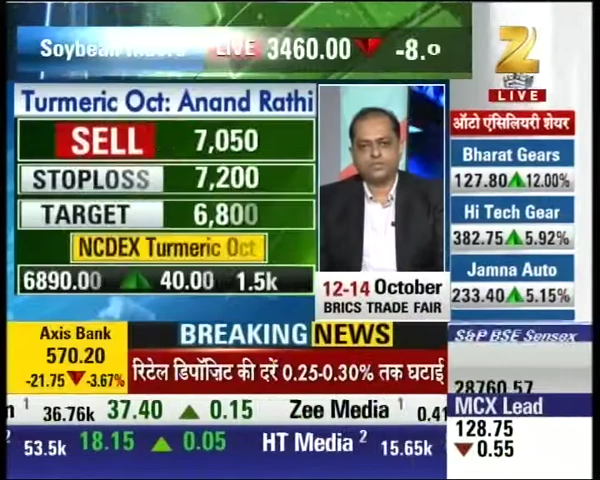 Soybean LIVE 3460.00 -8.0
Z
LIVE
Turmeric Oct: Anand Rathi
SELL 7,050
STOPLOSS 7,200
TARGET 6,800
NCDEX Turmeric Oct
6890.00 40.00 1.5k
12-14 October
BRICS TRADE FAIR
ऑटो एंसिलियरी शेयर
Bharat Gears
127.80 12.00%
Hi Tech Gear
382.75 5.92%
Jamna Auto
233.40 5.15%
Axis Bank
570.20
-21.75 -3.67%
BREAKING NEWS
रिटेल डिपॉज़िट की दरें 0.25-0.30% तक घटाई
S&P BSE Sensex
28760.57
MCX Lead
128.75
0.55
36.76k 37.40 0.15 Zee Media 1 0.41
53.5k 18.15 0.05 HT Media 2 15.65k